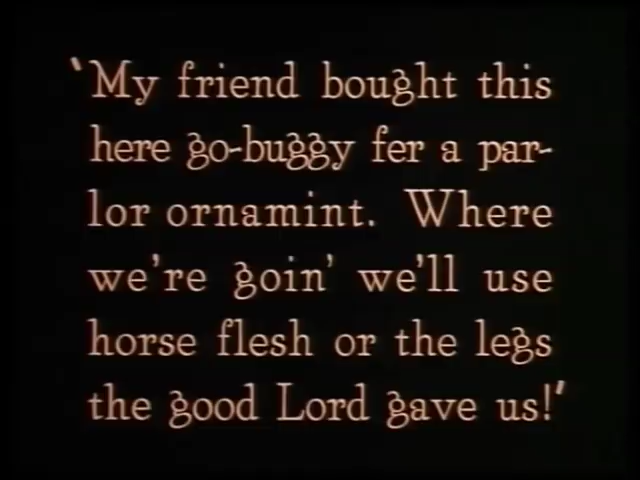 'My friend bought this
here go-buggy fer a par-
lor ornamint. Where
we're goin' we'll use
horse flesh or the legs
the good Lord gave us!'